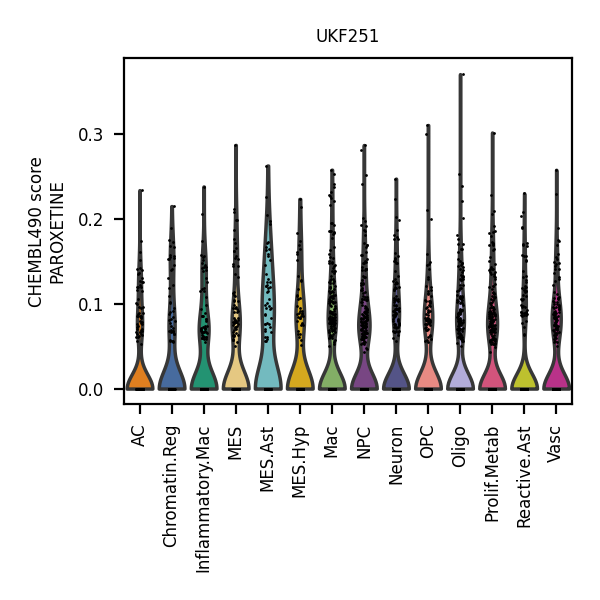 UKF251
CHEMBL490 score
PAROXETINE
0.3
0.2
0.1
0.0
AC
Chromatin.Reg
Inflammatory.Mac
MES
MES.Ast
MES.Hyp
Mac
NPC
Neuron
OPC
Oligo
Prolif.Metab
Reactive.Ast
Vasc